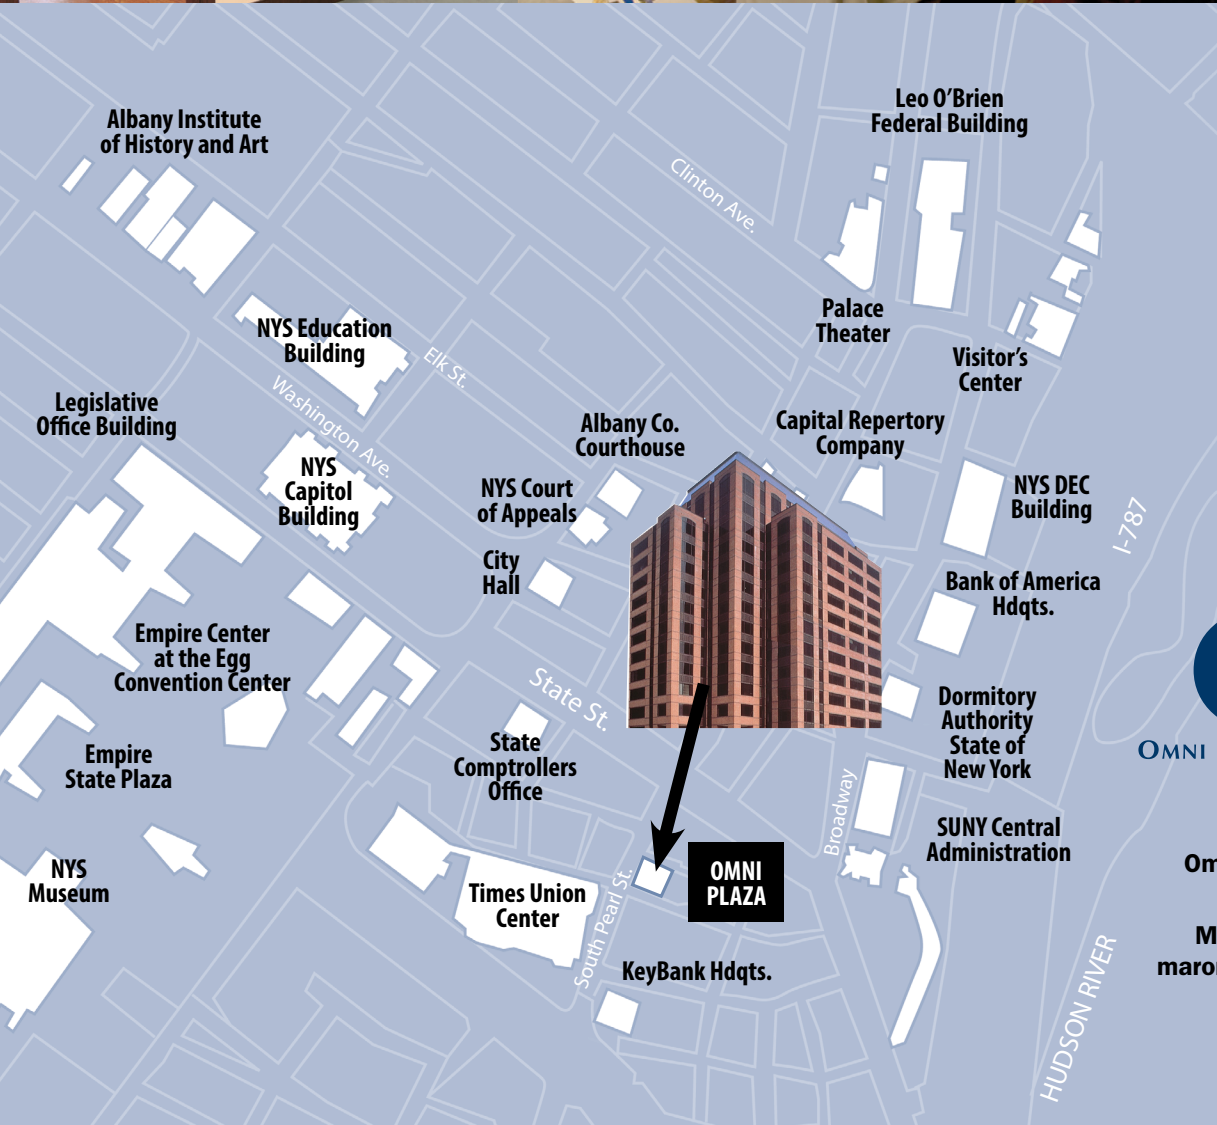 Leo O'Brien
Federal Building
Albany Institute
of History and Art
Clinton Ave.
Palace
Theater
NYS Education
Building
Visitor's
Center
Elk St.
Washington Ave.
Legislative
Office Building
Albany Co.
Courthouse
Capital Repertory
Company
NYS
Capitol
Building
NYS Court
of Appeals
NYS DEC
Building
I-787
City
Hall
Bank of America
Hdqts.
Empire Center
at the Egg
Convention Center
State St.
Dormitory
Authority
State of
New York
OMNI
Empire
State Plaza
State
Comptrollers
Office
Broadway
SUNY Central
Administration
NYS
Museum
Times Union
Center
South Pearl St.
OMNI
PLAZA
KeyBank Hdqts.
HUDSON RIVER